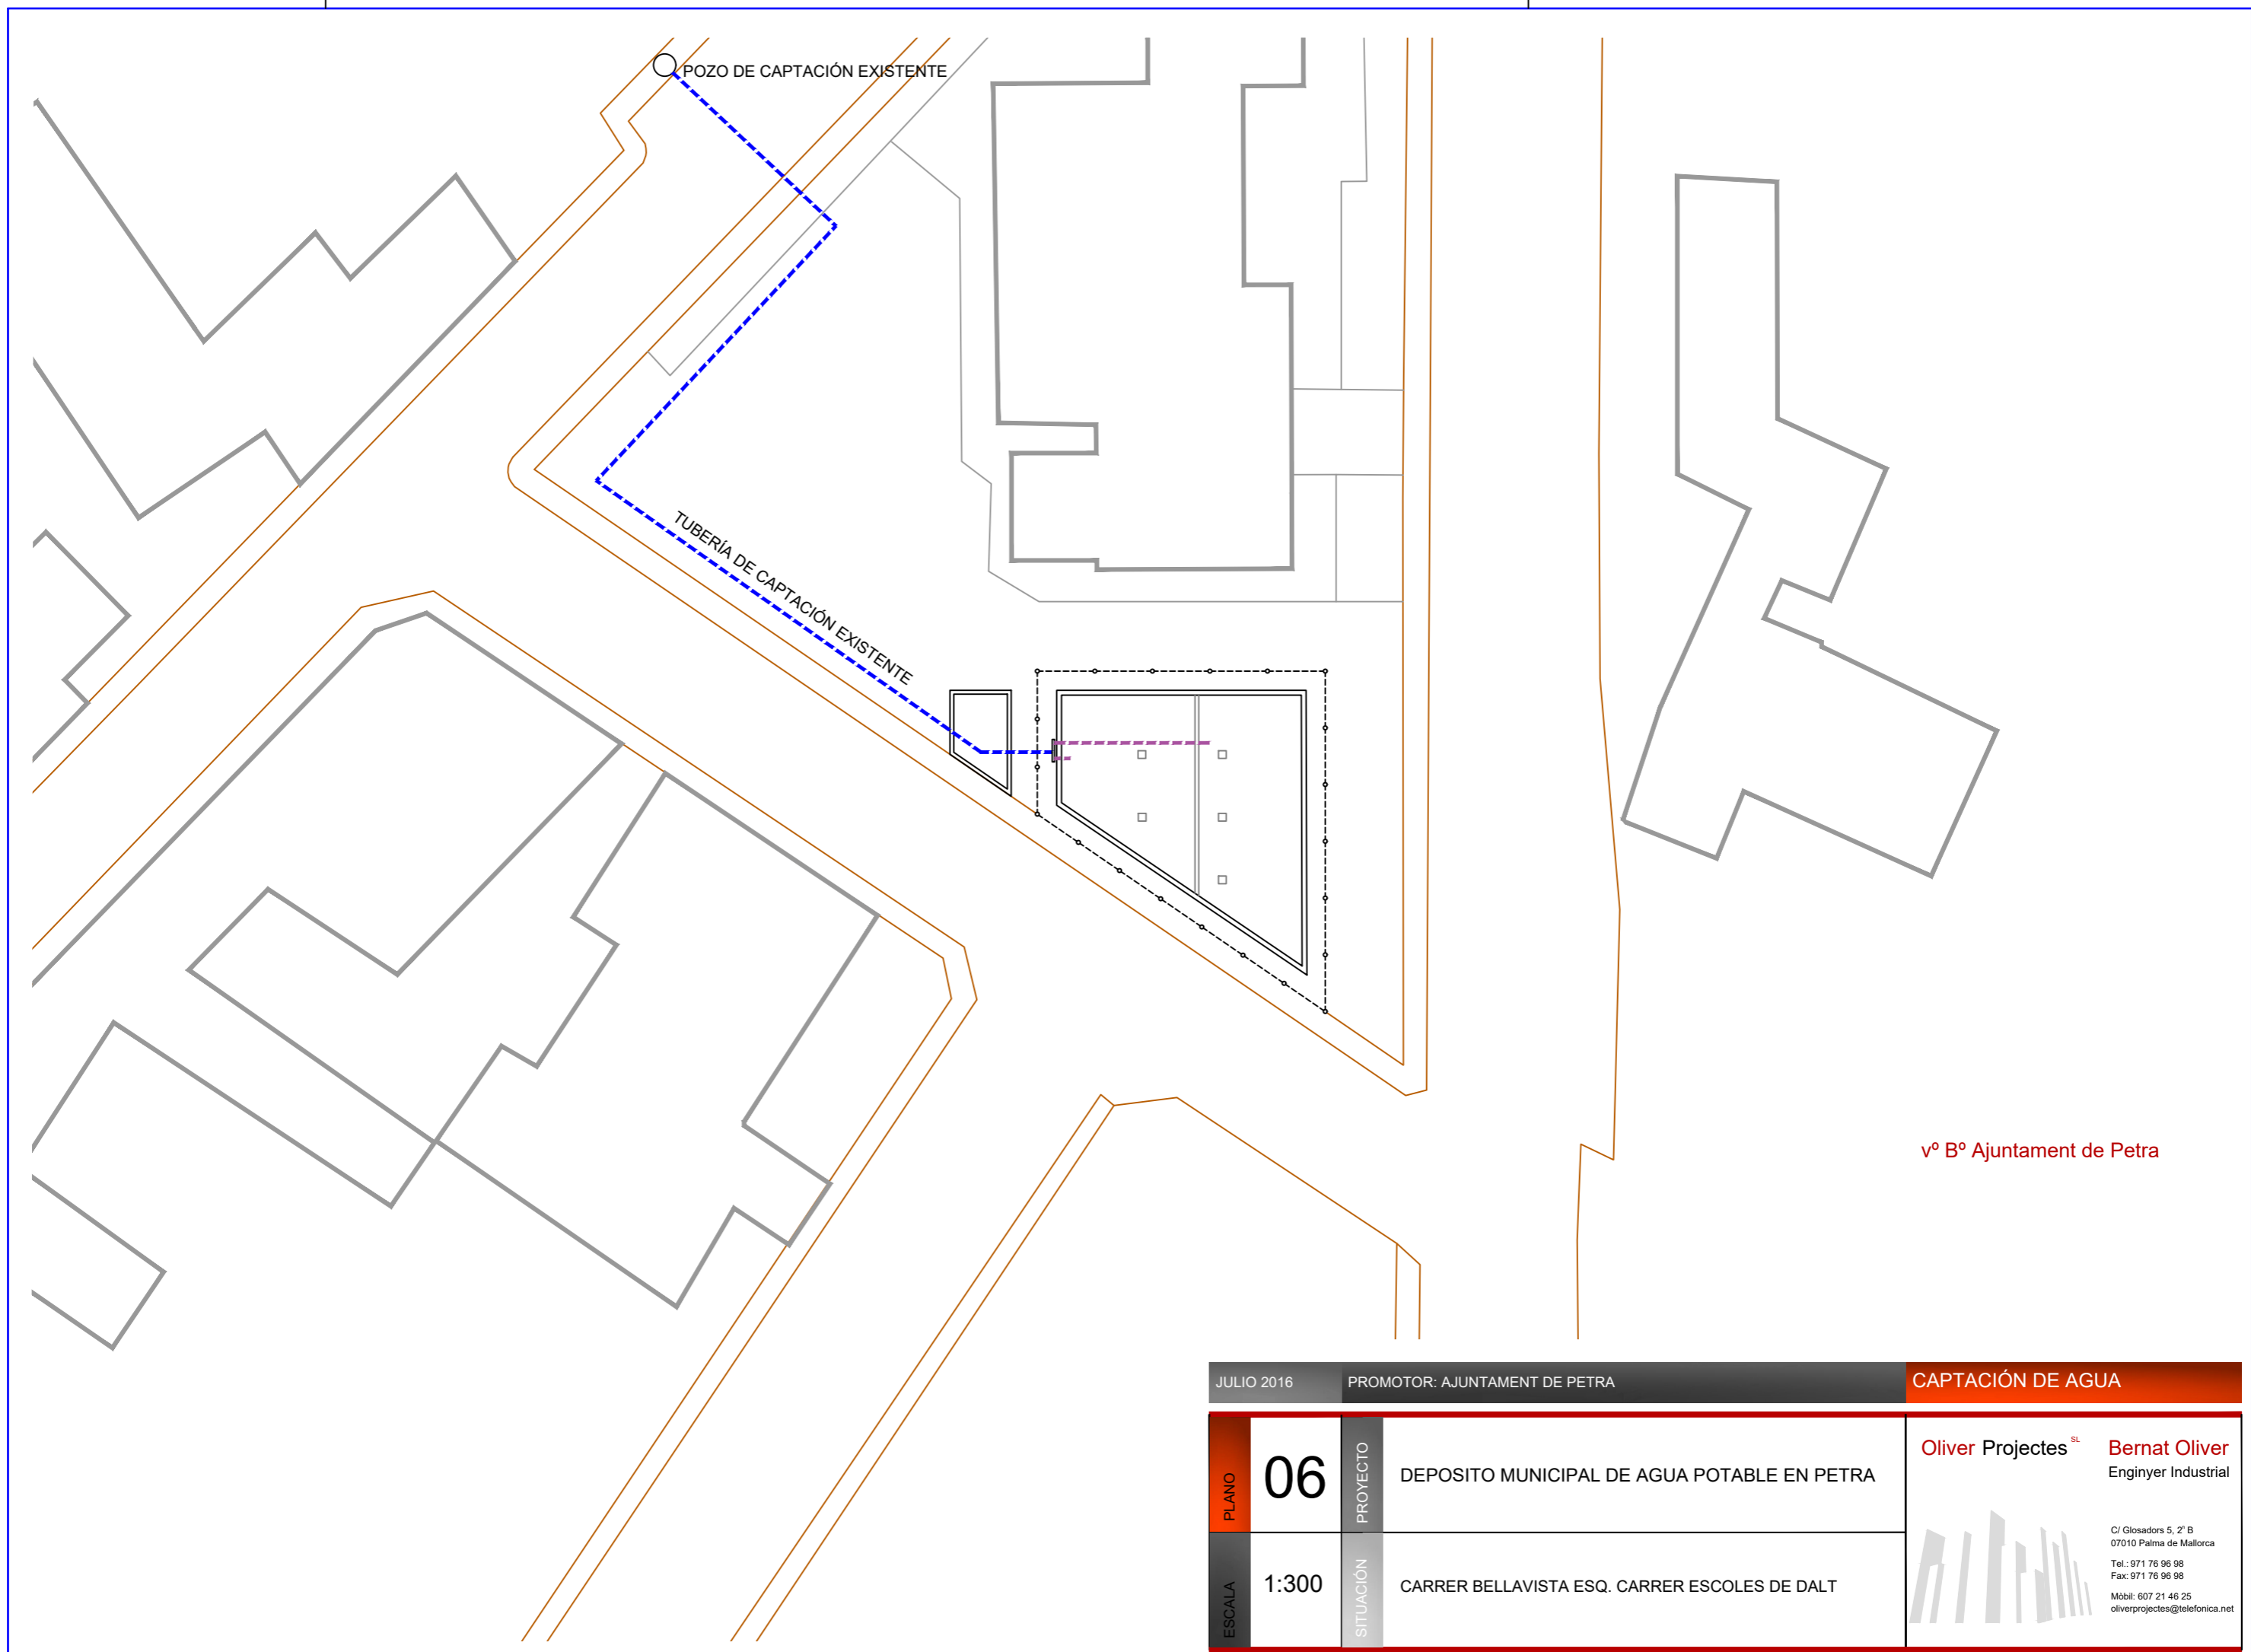 POZO DE CAPTACIÓN EXISTENTE
TUBERÍA DE CAPTACIÓN EXISTENTE
vº Bº Ajuntament de Petra
JULIO 2016
PROMOTOR: AJUNTAMENT DE PETRA
CAPTACIÓN DE AGUA
PLANO
06
PROYECTO
DEPOSITO MUNICIPAL DE AGUA POTABLE EN PETRA
ESCALA
1:300
SITUACIÓN
CARRER BELLAVISTA ESQ. CARRER ESCOLES DE DALT
Oliver Projectes SL
Bernat Oliver
Enginyer Industrial
C/ Glosadors 5, 2º B
07010 Palma de Mallorca
Tel.: 971 76 96 98
Fax: 971 76 96 98
Mòbil: 607 21 46 25
oliverprojectes@telefonica.net